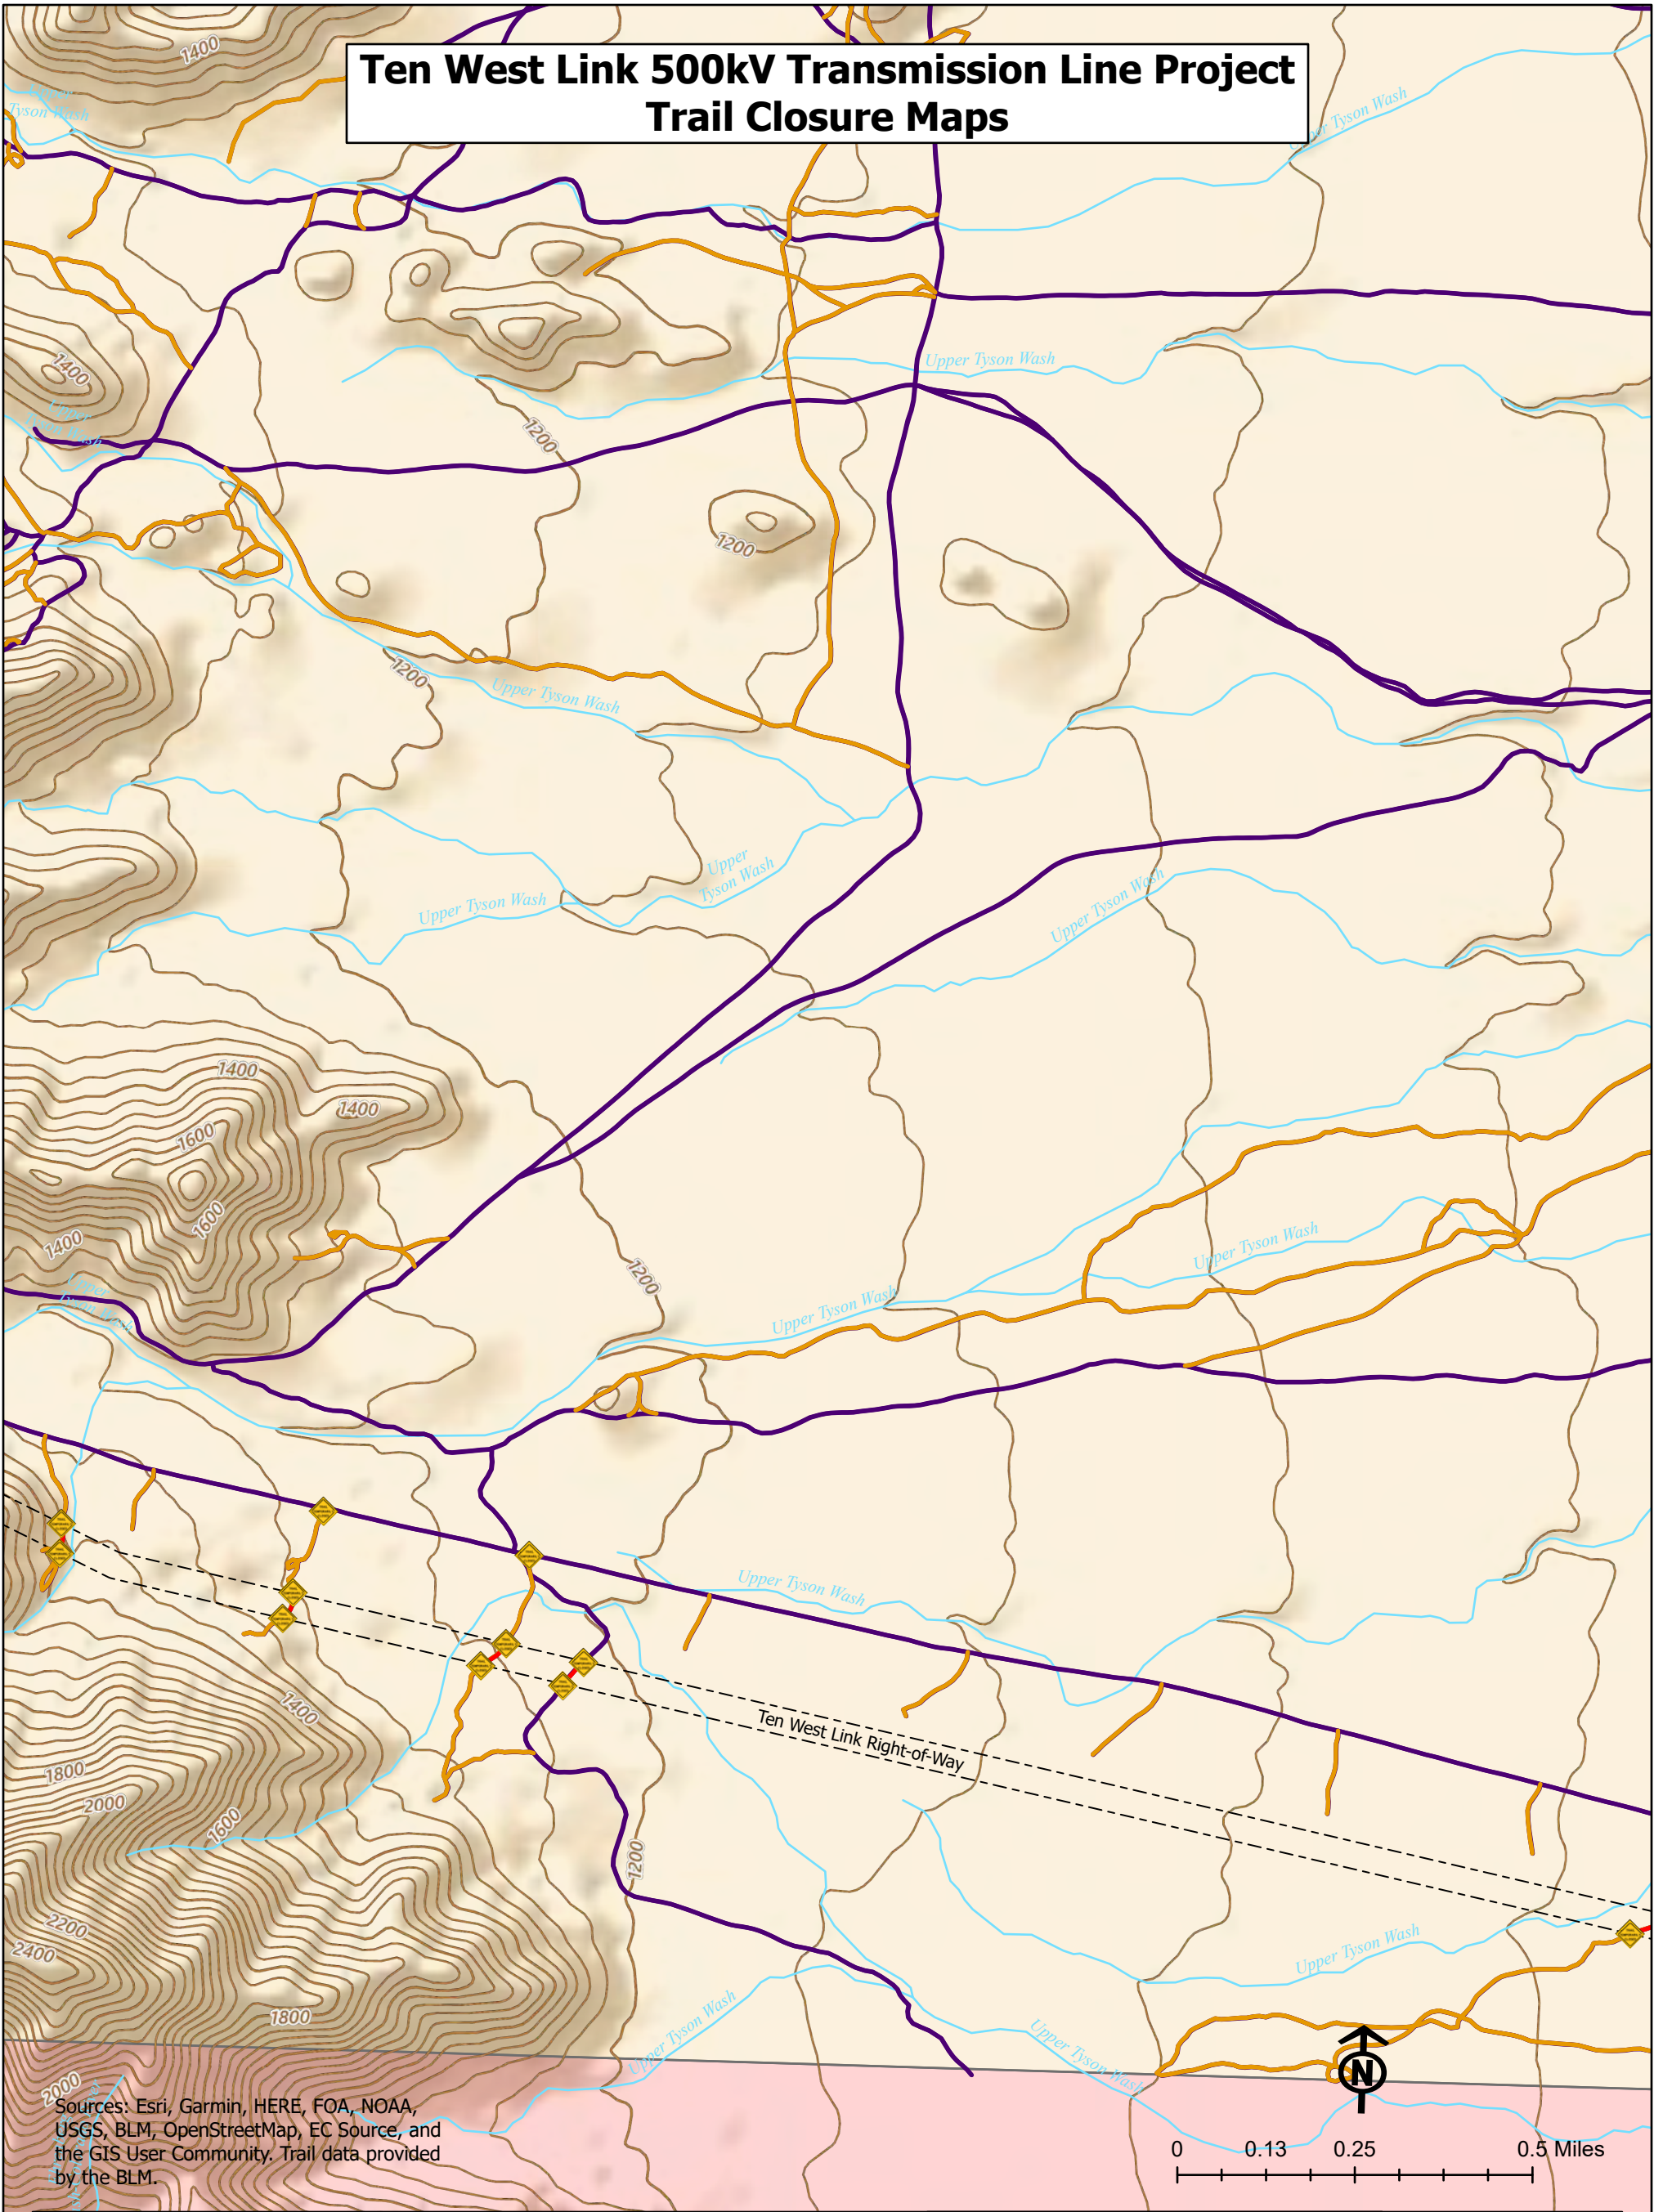 Ten West Link 500kV Transmission Line Project
Trail Closure Maps
1400
Tyson Wash
Upper Tyson Wash
1400
Upper Tyson Wash
Upper
Tyson Wash
1200
1200
1200
Upper Tyson Wash
Upper
Tyson Wash
Upper Tyson Wash
Upper Tyson Wash
1400
1400
1600
1600
1400
1200
Upper
Tyson Wash
Upper Tyson Wash
Upper Tyson Wash
Upper Tyson Wash
1400
Ten West Link Right-of-Way
1800
2000
1600
1200
2200
2400
Upper Tyson Wash
1800
Upper Tyson Wash
Upper Tyson Wash
2000
N
Sources: Esri, Garmin, HERE, FOA, NOAA,
USGS, BLM, OpenStreetMap, EC Source, and
the GIS User Community. Trail data provided
by the BLM.
0 0.13 0.25 0.5 Miles